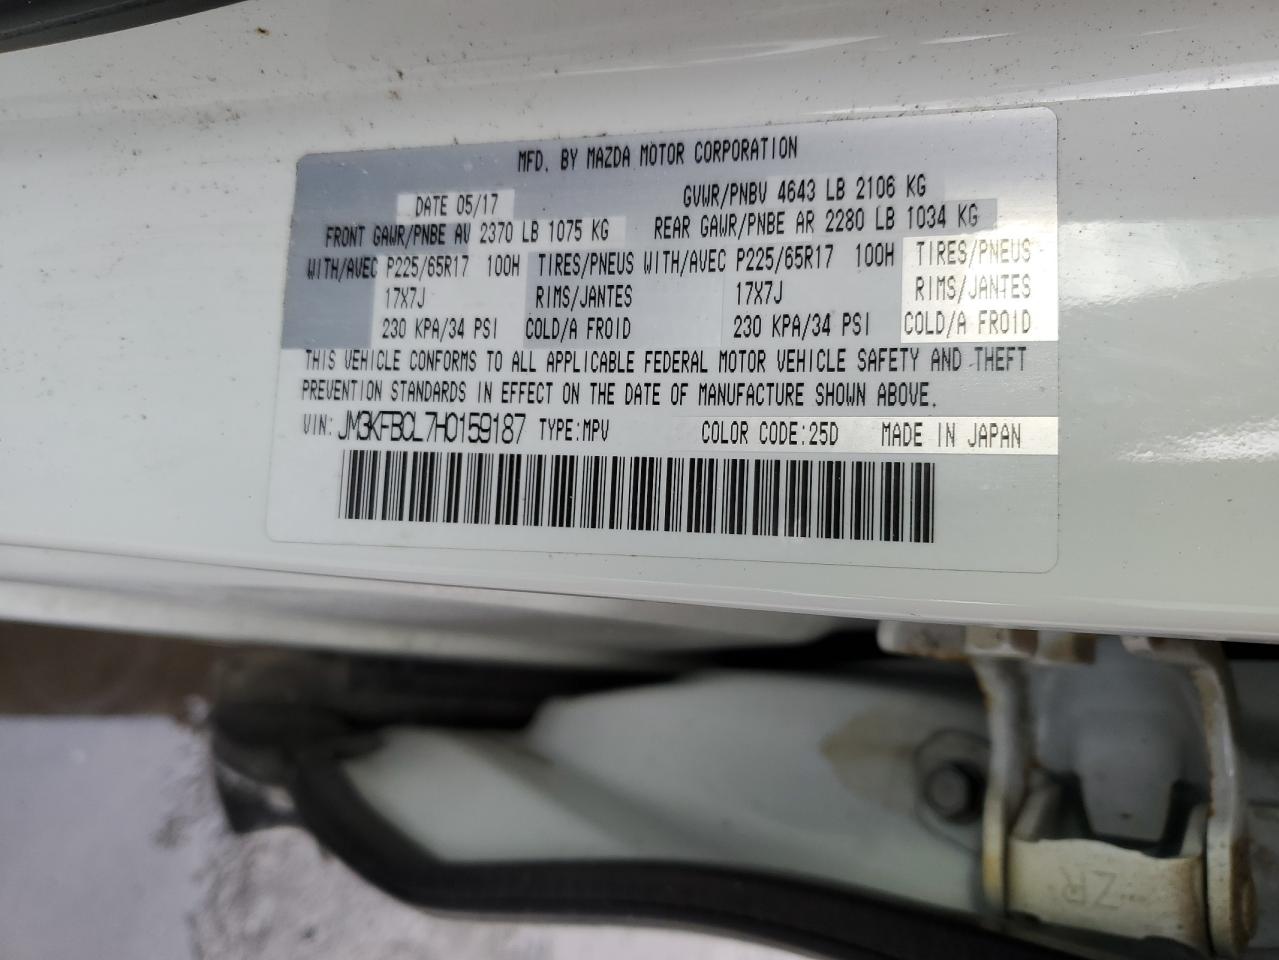 MFD. BY MAZDA MOTOR CORPORATION
DATE 05/17 GVWR/PNBV 4643 LB 2106 KG
FRONT GAWR/PNBE AV 2370 LB 1075 KG REAR GAWR/PNBE AR 2280 LB 1034 KG
WITH/AVEC P225/65R17 100H TIRES/PNEUS WITH/AVEC P225/65R17 100H TIRES/PNEUS
17X7J RIMS/JANTES 17X7J RIMS/JANTES
230 KPA/34 PSI COLD/A FROID 230 KPA/34 PSI COLD/A FROID
THIS VEHICLE CONFORMS TO ALL APPLICABLE FEDERAL MOTOR VEHICLE SAFETY AND THEFT
PREVENTION STANDARDS IN EFFECT ON THE DATE OF MANUFACTURE SHOWN ABOVE.
VIN: JM3KFBCL7H0159187 TYPE:MPV COLOR CODE:25D MADE IN JAPAN
ZR